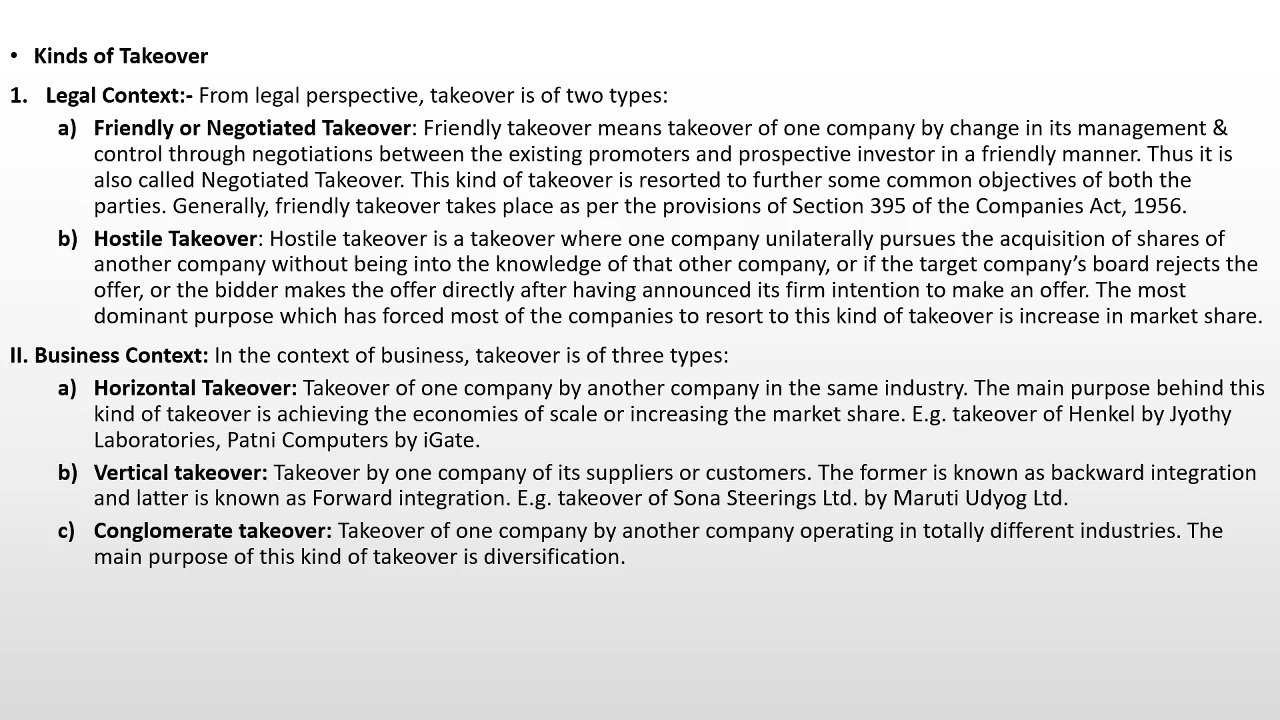 • Kinds of Takeover
1. Legal Context:- From legal perspective, takeover is of two types:
a) Friendly or Negotiated Takeover: Friendly takeover means takeover of one company by change in its management &
control through negotiations between the existing promoters and prospective investor in a friendly manner. Thus it is
also called Negotiated Takeover. This kind of takeover is resorted to further some common objectives of both the
parties. Generally, friendly takeover takes place as per the provisions of Section 395 of the Companies Act, 1956.
b) Hostile Takeover: Hostile takeover is a takeover where one company unilaterally pursues the acquisition of shares of
another company without being into the knowledge of that other company, or if the target company’s board rejects the
offer, or the bidder makes the offer directly after having announced its firm intention to make an offer. The most
dominant purpose which has forced most of the companies to resort to this kind of takeover is increase in market share.
II. Business Context: In the context of business, takeover is of three types:
a) Horizontal Takeover: Takeover of one company by another company in the same industry. The main purpose behind this
kind of takeover is achieving the economies of scale or increasing the market share. E.g. takeover of Henkel by Jyothy
Laboratories, Patni Computers by iGate.
b) Vertical takeover: Takeover by one company of its suppliers or customers. The former is known as backward integration
and latter is known as Forward integration. E.g. takeover of Sona Steerings Ltd. by Maruti Udyog Ltd.
c) Conglomerate takeover: Takeover of one company by another company operating in totally different industries. The
main purpose of this kind of takeover is diversification.